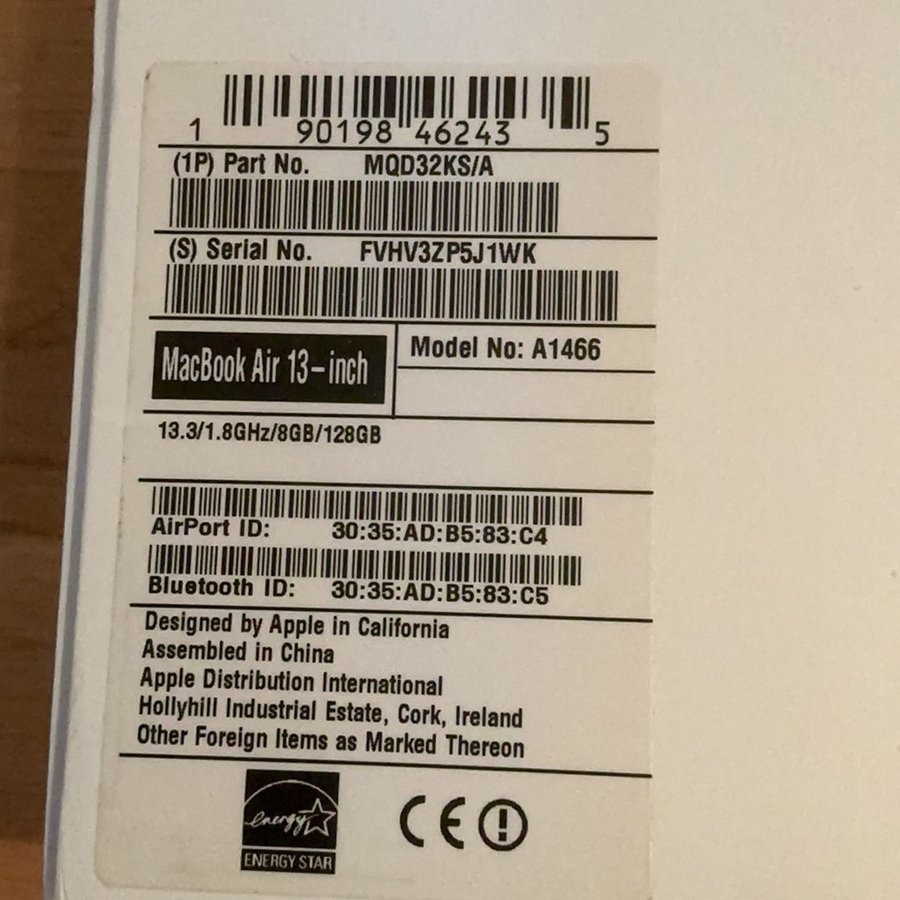 1 90198 46243 5
(1P) Part No. MQD32KS/A
(S) Serial No. FVHV3ZP5J1WK
MacBook Air 13-inch
Model No: A1466
13.3/1.8GHz/8GB/128GB
AirPort ID: 30:35:AD:B5:83:C4
Bluetooth ID: 30:35:AD:B5:83:C5
Designed by Apple in California
Assembled in China
Apple Distribution International
Hollyhill Industrial Estate, Cork, Ireland
Other Foreign Items as Marked Thereon
energy
ENERGY STAR
CE